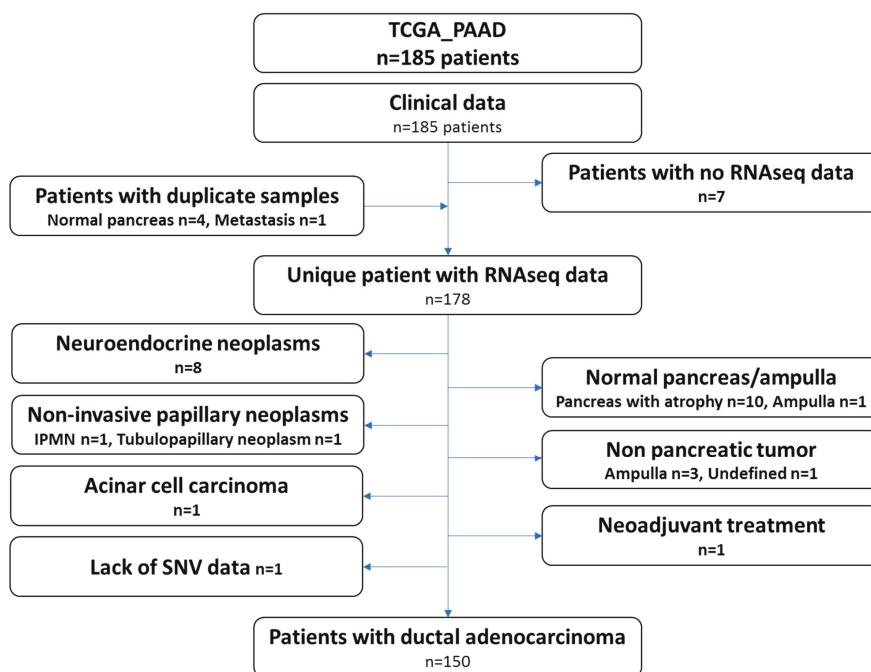 TCGA_PAAD
n=185 patients
Clinical data
n=185 patients
Patients with no RNAseq data
n=7
Patients with duplicate samples
Normal pancreas n=4, Metastasis n=1
Unique patient with RNAseq data
n=178
Neuroendocrine neoplasms
n=8
Normal pancreas/ampulla
Pancreas with atrophy n=10, Ampulla n=1
Non-invasive papillary neoplasms
IPMN n=1, Tubulopapillary neoplasm n=1
Non pancreatic tumor
Ampulla n=3, Undefined n=1
Acinar cell carcinoma
n=1
Neoadjuvant treatment
n=1
Lack of SNV data n=1
Patients with ductal adenocarcinoma
n=150